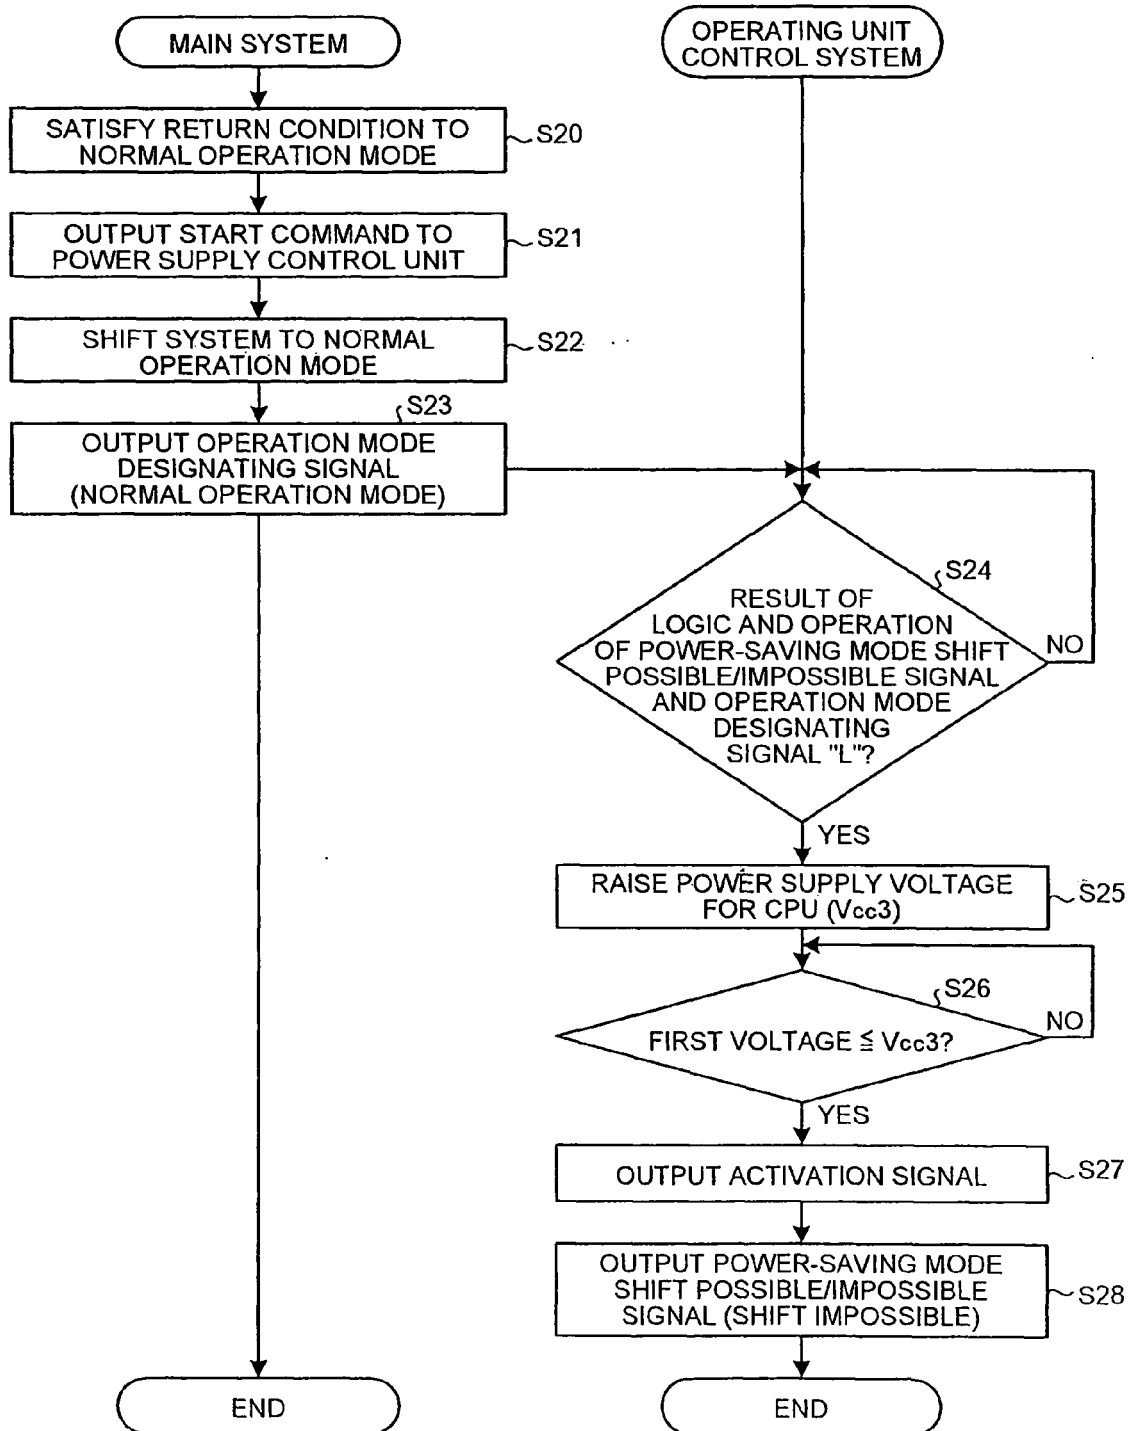 MAIN SYSTEM
SATISFY RETURN CONDITION TO
NORMAL OPERATION MODE
S20
OUTPUT START COMMAND TO
POWER SUPPLY CONTROL UNIT
S21
SHIFT SYSTEM TO NORMAL
OPERATION MODE
S22
S23
OUTPUT OPERATION MODE
DESIGNATING SIGNAL
(NORMAL OPERATION MODE)
END
OPERATING UNIT
CONTROL SYSTEM
S24
RESULT OF
LOGIC AND OPERATION
OF POWER-SAVING MODE SHIFT
POSSIBLE/IMPOSSIBLE SIGNAL
AND OPERATION MODE
DESIGNATING
SIGNAL "L"?
NO
YES
RAISE POWER SUPPLY VOLTAGE
FOR CPU (Vcc3)
S25
S26
FIRST VOLTAGE ≦ Vcc3?
NO
YES
OUTPUT ACTIVATION SIGNAL
S27
OUTPUT POWER-SAVING MODE
SHIFT POSSIBLE/IMPOSSIBLE
SIGNAL (SHIFT IMPOSSIBLE)
S28
END